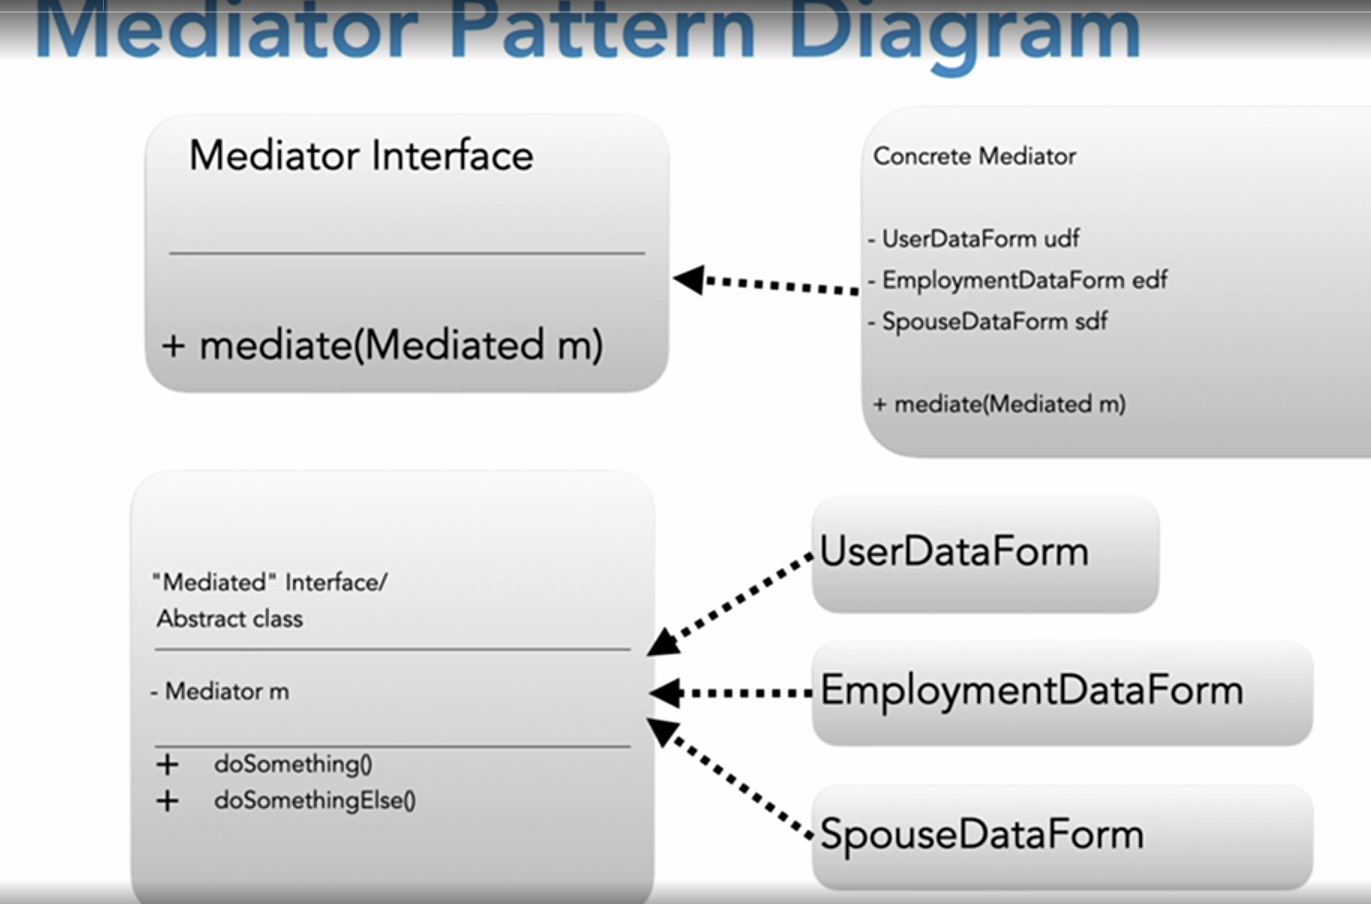 Mediator Pattern Diagram
Mediator Interface
+ mediate(Mediated m)
Concrete Mediator
- UserDataForm udf
- EmploymentDataForm edf
- SpouseDataForm sdf
+ mediate(Mediated m)
"Mediated" Interface/
Abstract class
- Mediator m
+ doSomething()
+ doSomethingElse()
UserDataForm
EmploymentDataForm
SpouseDataForm